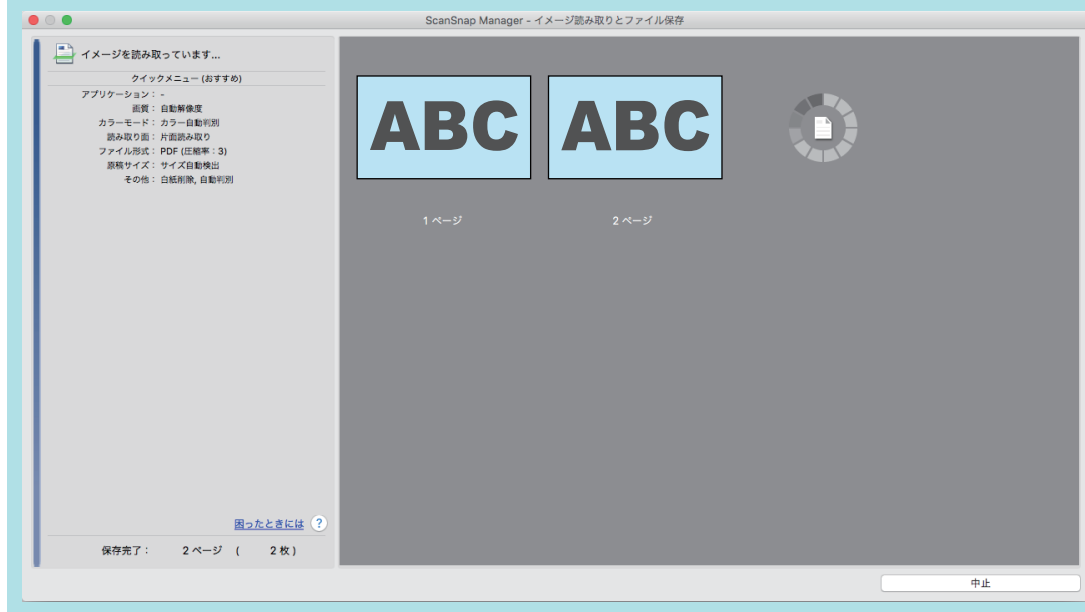 ScanSnap Manager - イメージ読み取りとファイル保存
イメージを読み取っています...
クイックメニュー (おすすめ)
アプリケーション： -
画質： 自動解像度
カラーモード： カラー自動判別
読み取り面： 片面読み取り
ファイル形式： PDF (圧縮率：3)
原稿サイズ： サイズ自動検出
その他： 白紙削除, 自動判別
ABC
ABC
1 ページ
2 ページ
困ったときには ?
保存完了： 2 ページ ( 2 枚 )
中止